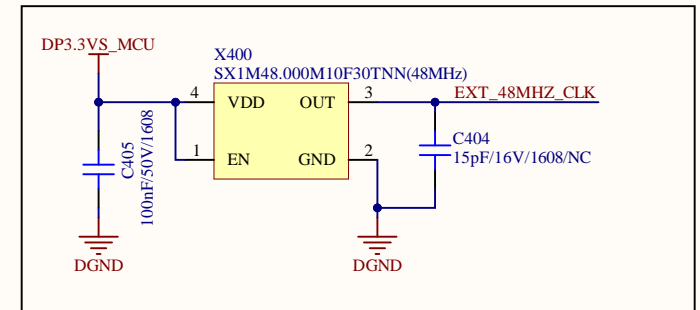 DP3.3VS_MCU
X400
SX1M48.000M10F30TNN(48MHz)
4 VDD OUT 3 EXT_48MHZ_CLK
1 EN GND 2
C405
100nF/50V/1608
C404
15pF/16V/1608/NC
DGND
DGND